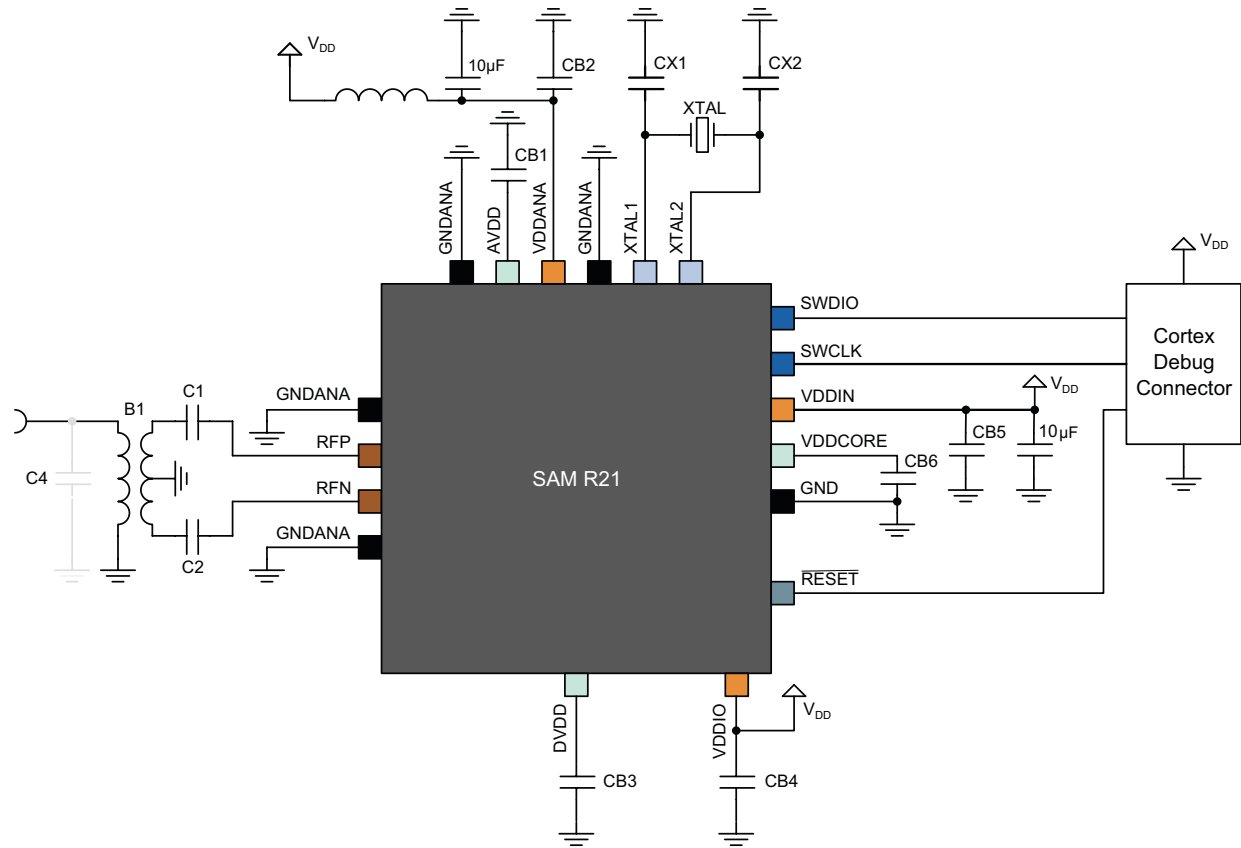 VDD
10µF
CB2
CX1
CX2
XTAL
CB1
GNDANA
AVDD
VDDANA
GNDANA
XTAL1
XTAL2
VDD
SWDIO
SWCLK
VDDIN
VDDCORE
GND
RESET
Cortex
Debug
Connector
VDD
CB5
10µF
CB6
C1
B1
C4
C2
GNDANA
RFP
RFN
GNDANA
SAM R21
DVDD
VDDIO
VDD
CB3
CB4